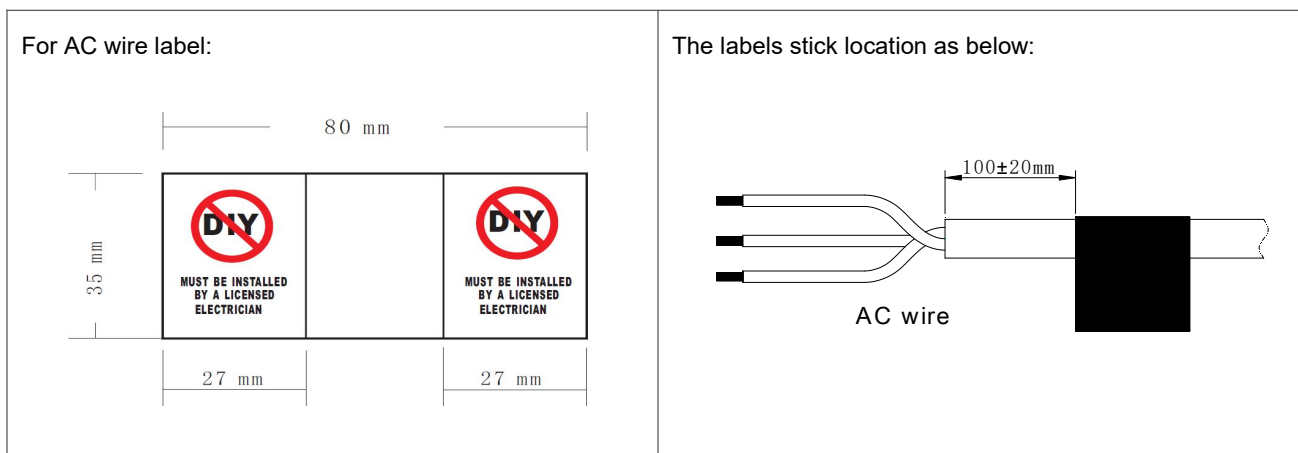 For AC wire label:
80 mm
35 mm
DIY
MUST BE INSTALLED
BY A LICENSED
ELECTRICIAN
DIY
MUST BE INSTALLED
BY A LICENSED
ELECTRICIAN
27 mm
27 mm
The labels stick location as below:
100±20mm
AC wire